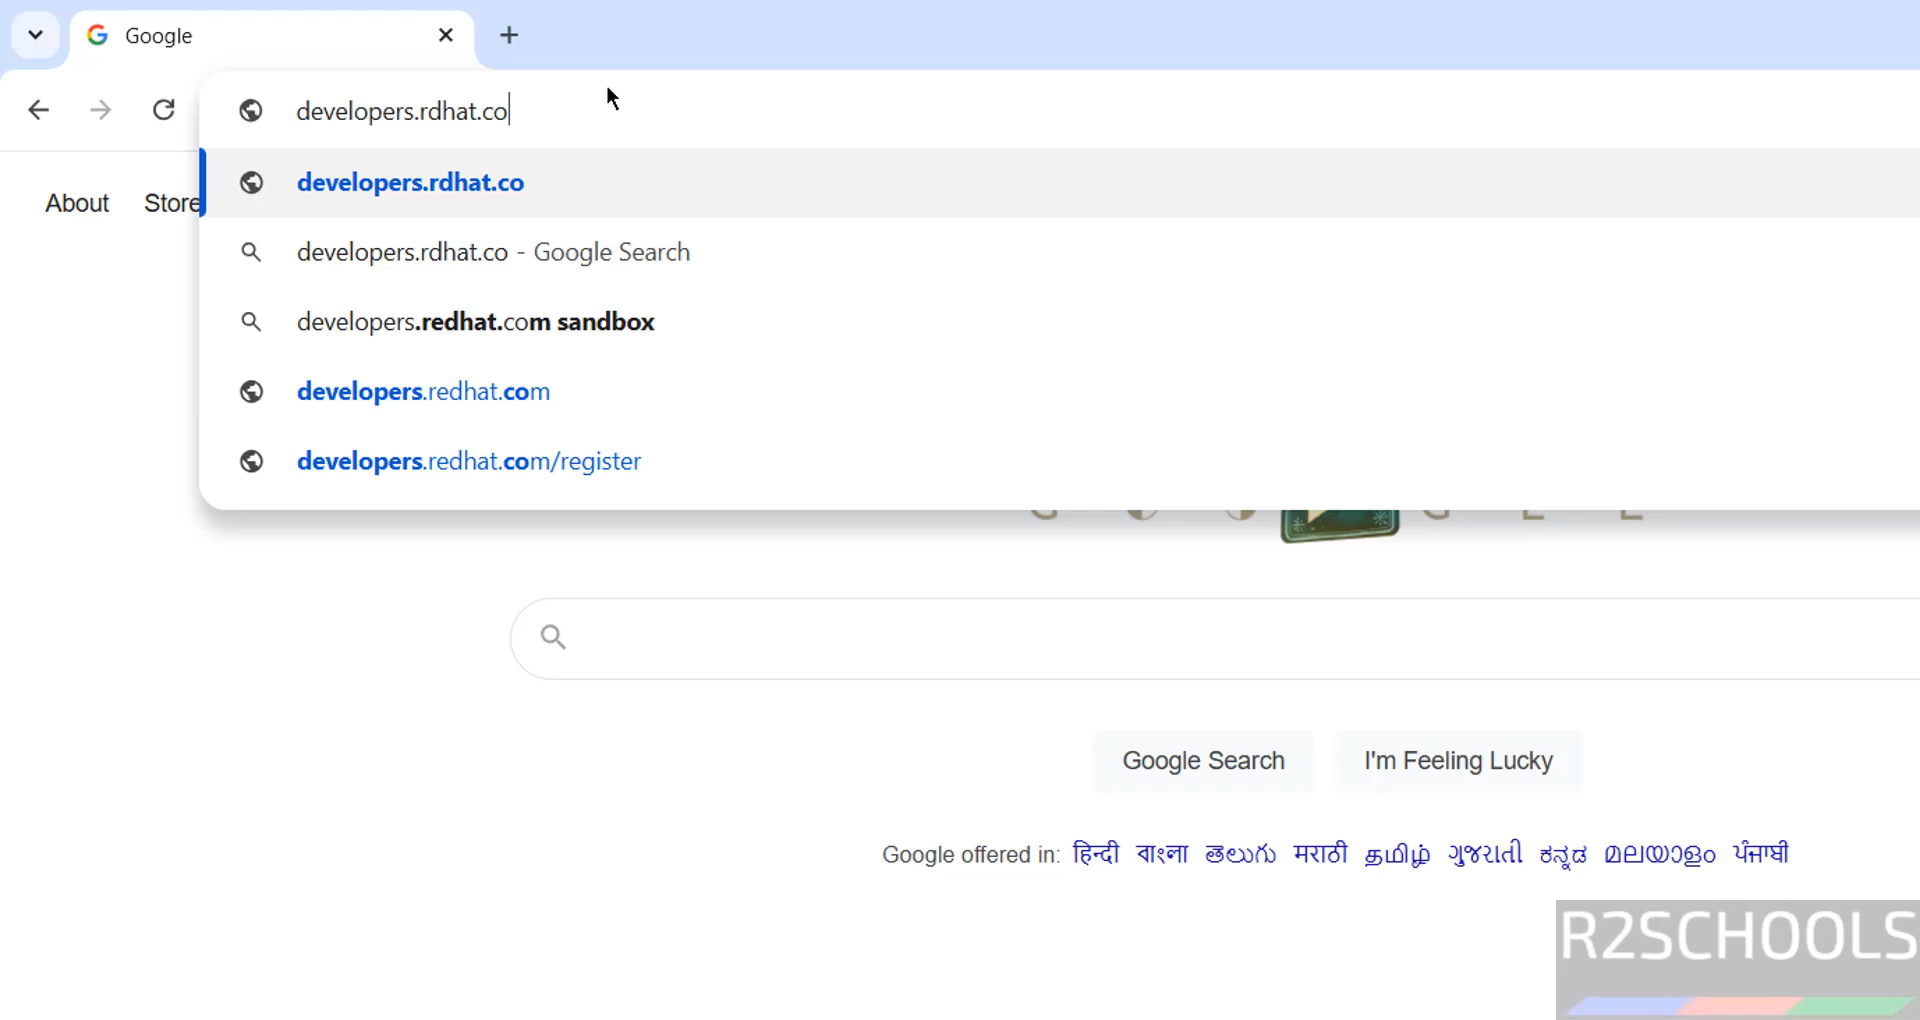 Google
developers.rdhat.co
developers.rdhat.co
About Store
developers.rdhat.co - Google Search
developers.redhat.com sandbox
developers.redhat.com
developers.redhat.com/register
Google Search I'm Feeling Lucky
Google offered in: हिन्दी বাংলা తెలుగు मराठी தமிழ் ગુજરાતી ಕನ್ನಡ മലയാളം ਪੰਜਾਬੀ
R2SCHOOLS